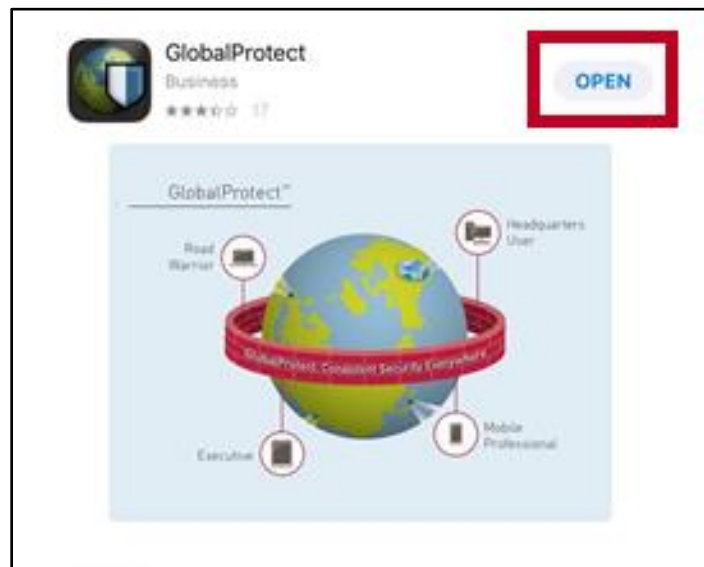 GlobalProtect
Business
OPEN
17
GlobalProtect™
Road
Warrior
Headquarters
User
GlobalProtect: Consistent Security Everywhere
Executive
Mobile
Professional